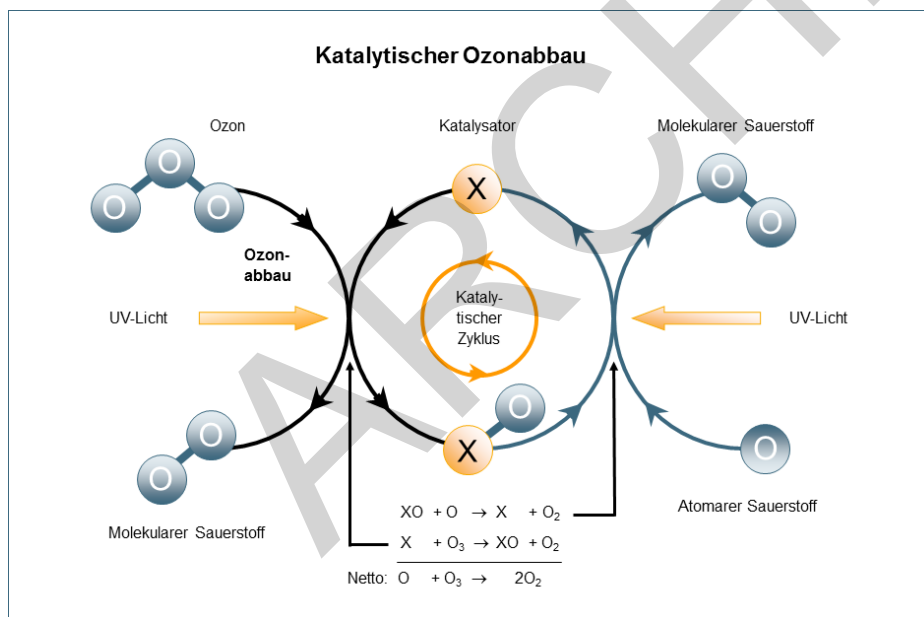 Katalytischer Ozonabbau
Ozon
Katalysator
Molekularer Sauerstoff
O
O
O
X
O
O
Ozon-
abbau
UV-Licht
Kataly-
tischer
Zyklus
UV-Licht
O
O
X
O
O
Molekularer Sauerstoff
Atomarer Sauerstoff
XO + O → X + O₂
X + O₃ → XO + O₂
Netto: O + O₃ → 2O₂